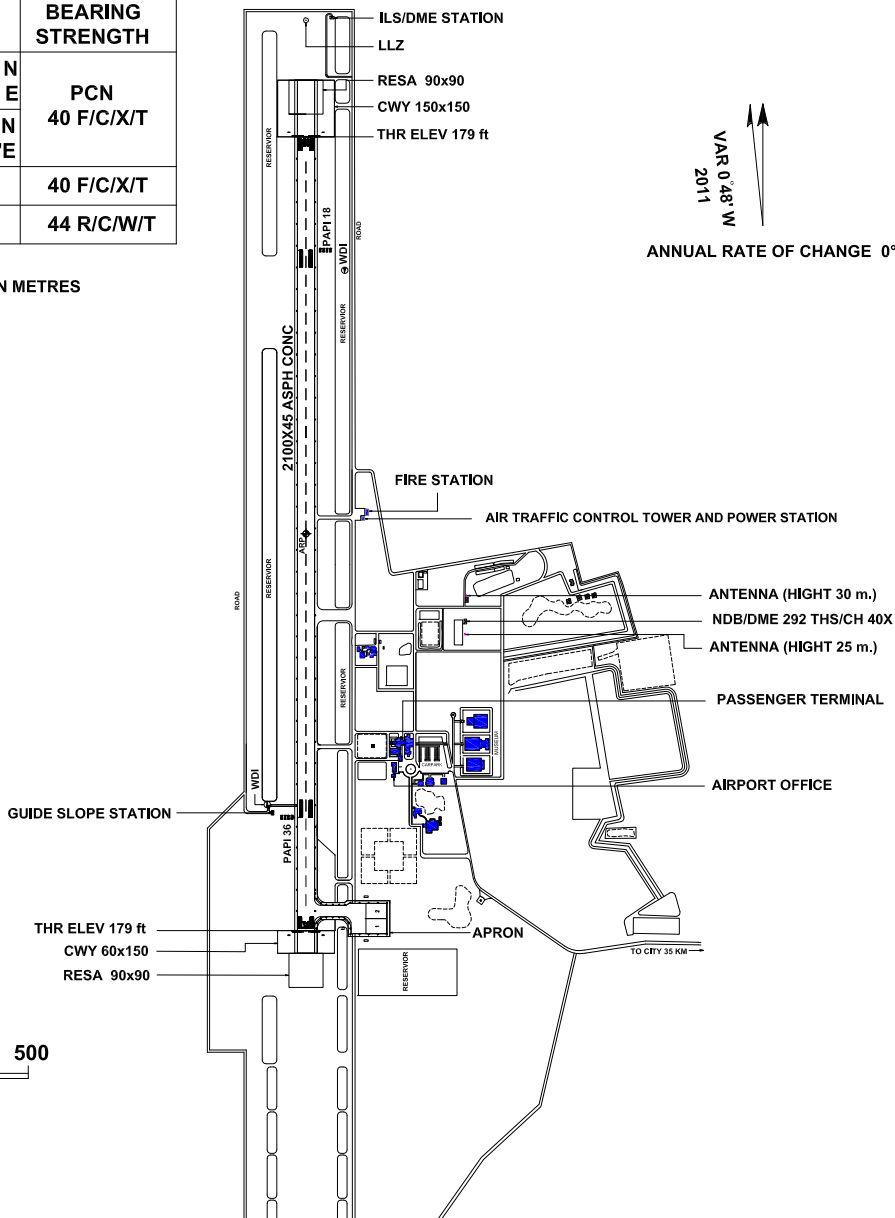 BEARING
STRENGTH
N
E
PCN
40 F/C/X/T
N
'E
40 F/C/X/T
44 R/C/W/T
N METRES
ILS/DME STATION
LLZ
RESA 90x90
CWY 150x150
THR ELEV 179 ft
RESERVIOR
PAPI 18
ROAD
WDI
RESERVIOR
VAR 0°48' W
2011
ANNUAL RATE OF CHANGE 0°
2100X45 ASPH CONC
FIRE STATION
AIR TRAFFIC CONTROL TOWER AND POWER STATION
ARP
RESERVIOR
ROAD
ANTENNA (HIGHT 30 m.)
NDB/DME 292 THS/CH 40X
ANTENNA (HIGHT 25 m.)
RESERVIOR
PASSENGER TERMINAL
MUSEUM
CARPARK
AIRPORT OFFICE
WDI
GUIDE SLOPE STATION
PAPI 36
36
1
2
THR ELEV 179 ft
CWY 60x150
RESA 90x90
APRON
TO CITY 35 KM
RESERVIOR
500